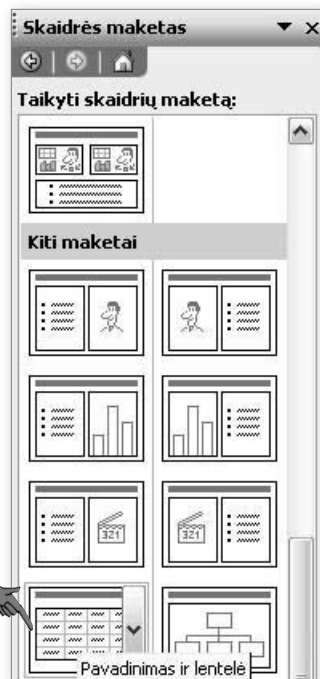 Skaidrės maketas
Taikyti skaidrių maketą:
Kiti maketai
321
321
Pavadinimas ir lentelė